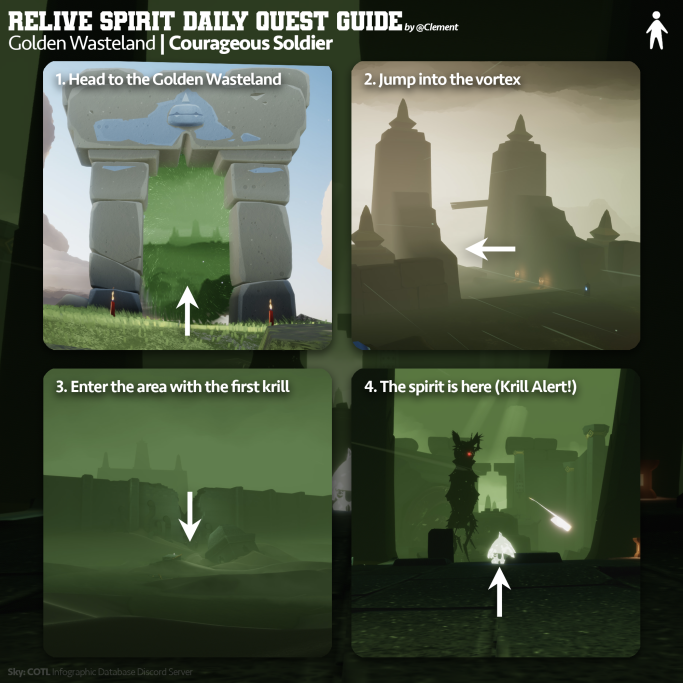 RELIVE SPIRIT DAILY QUEST GUIDE by @Clement
Golden Wasteland | Courageous Soldier
1. Head to the Golden Wasteland
2. Jump into the vortex
3. Enter the area with the first krill
4. The spirit is here (Krill Alert!)
Sky: COTL Infographic Database Discord Server